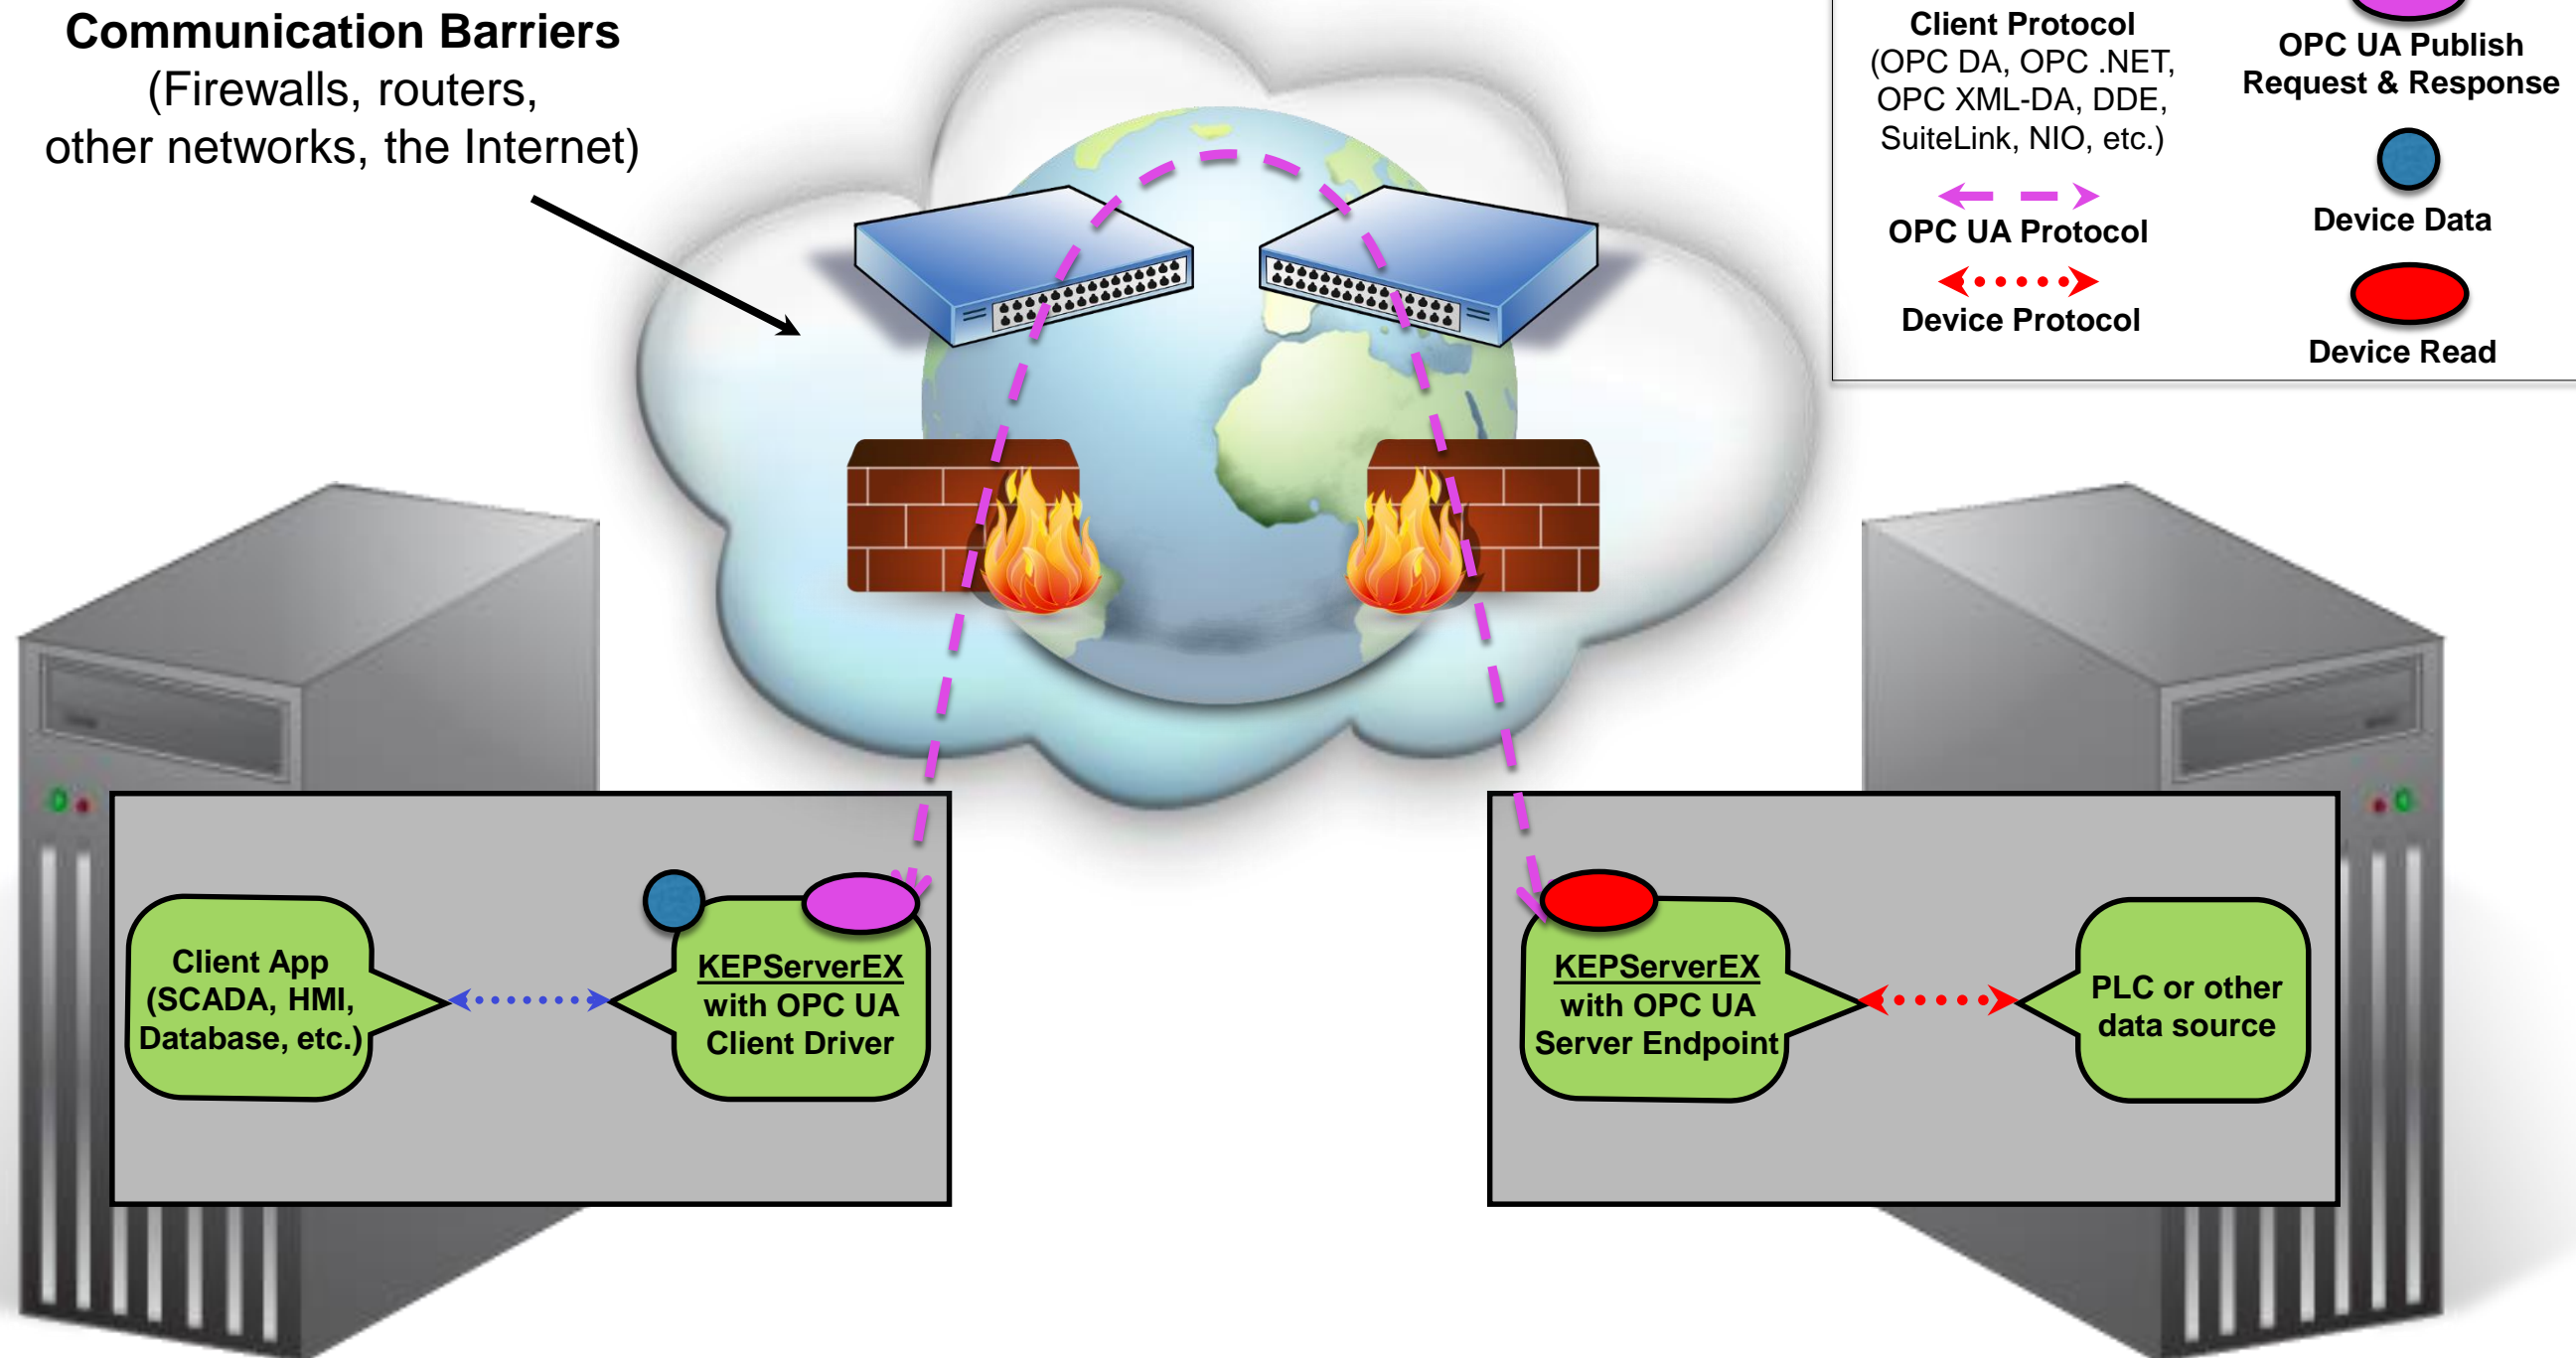 Communication Barriers
(Firewalls, routers,
other networks, the Internet)
Client Protocol
(OPC DA, OPC .NET,
OPC XML-DA, DDE,
SuiteLink, NIO, etc.)
OPC UA Protocol
Device Protocol
OPC UA Publish
Request & Response
Device Data
Device Read
Client App
(SCADA, HMI,
Database, etc.)
KEPServerEX
with OPC UA
Client Driver
KEPServerEX
with OPC UA
Server Endpoint
PLC or other
data source